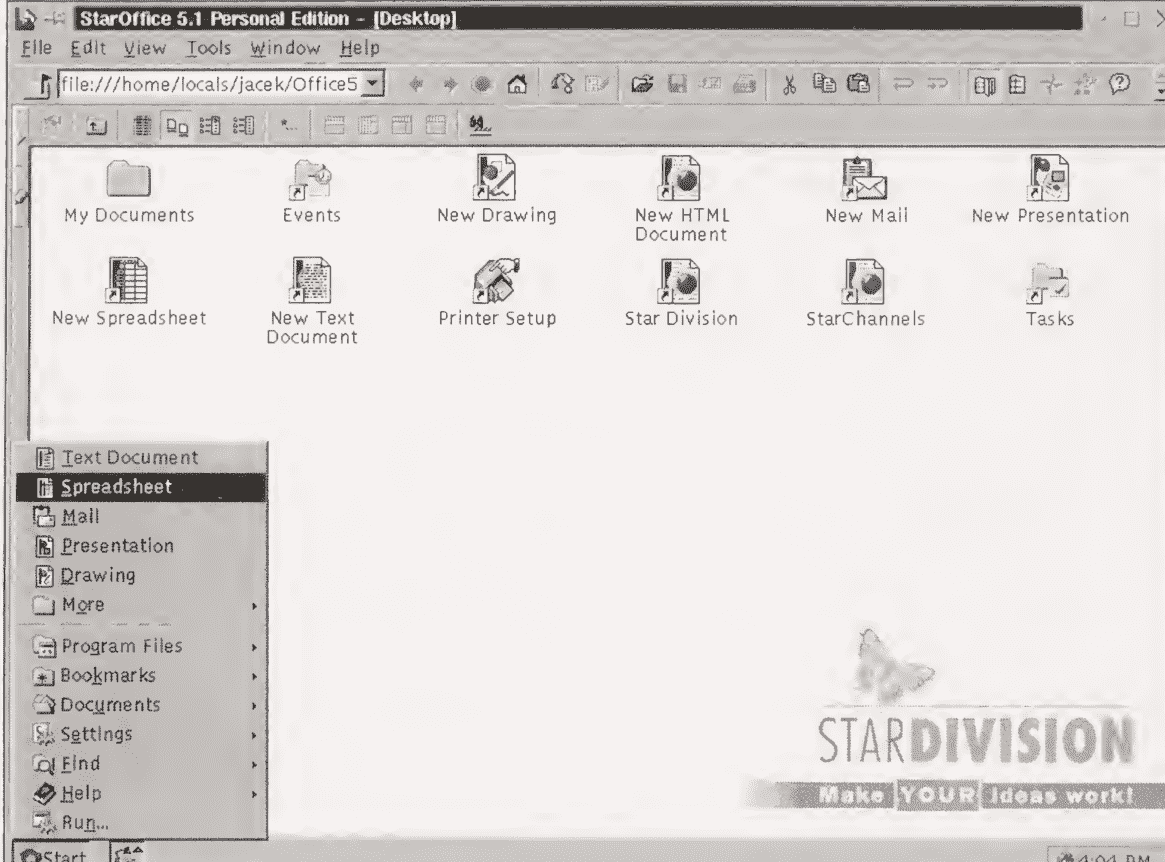 StarOffice 5.1 Personal Edition - [Desktop]
File Edit View Tools Window Help
file:///home/locals/jacek/Office5
My Documents
Events
New Drawing
New HTML
Document
New Mail
New Presentation
New Spreadsheet
New Text
Document
Printer Setup
Star Division
StarChannels
Tasks
Text Document
Spreadsheet
Mail
Presentation
Drawing
More
Program Files
Bookmarks
Documents
Settings
Find
Help
Run...
STARDIVISION
Make YOUR ideas work!
Start
4:04 PM